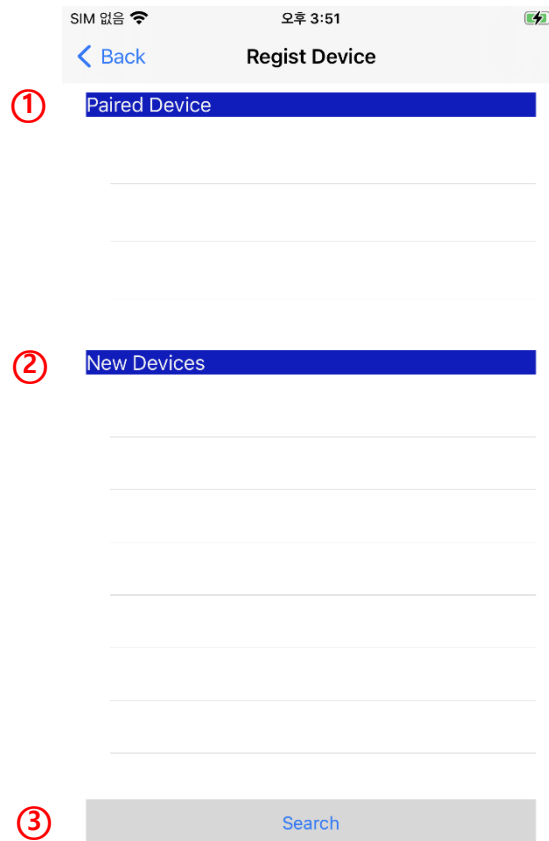 SIM 없음 오후 3:51
Back Regist Device
① Paired Device
② New Devices
③ Search